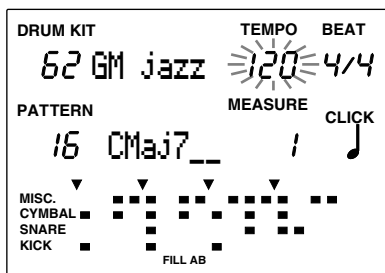 DRUM KIT TEMPO BEAT
62 GM jazz 120 4/4
PATTERN MEASURE CLICK
16 CMaj7__ 1
MISC.
CYMBAL
SNARE
KICK
FILL AB